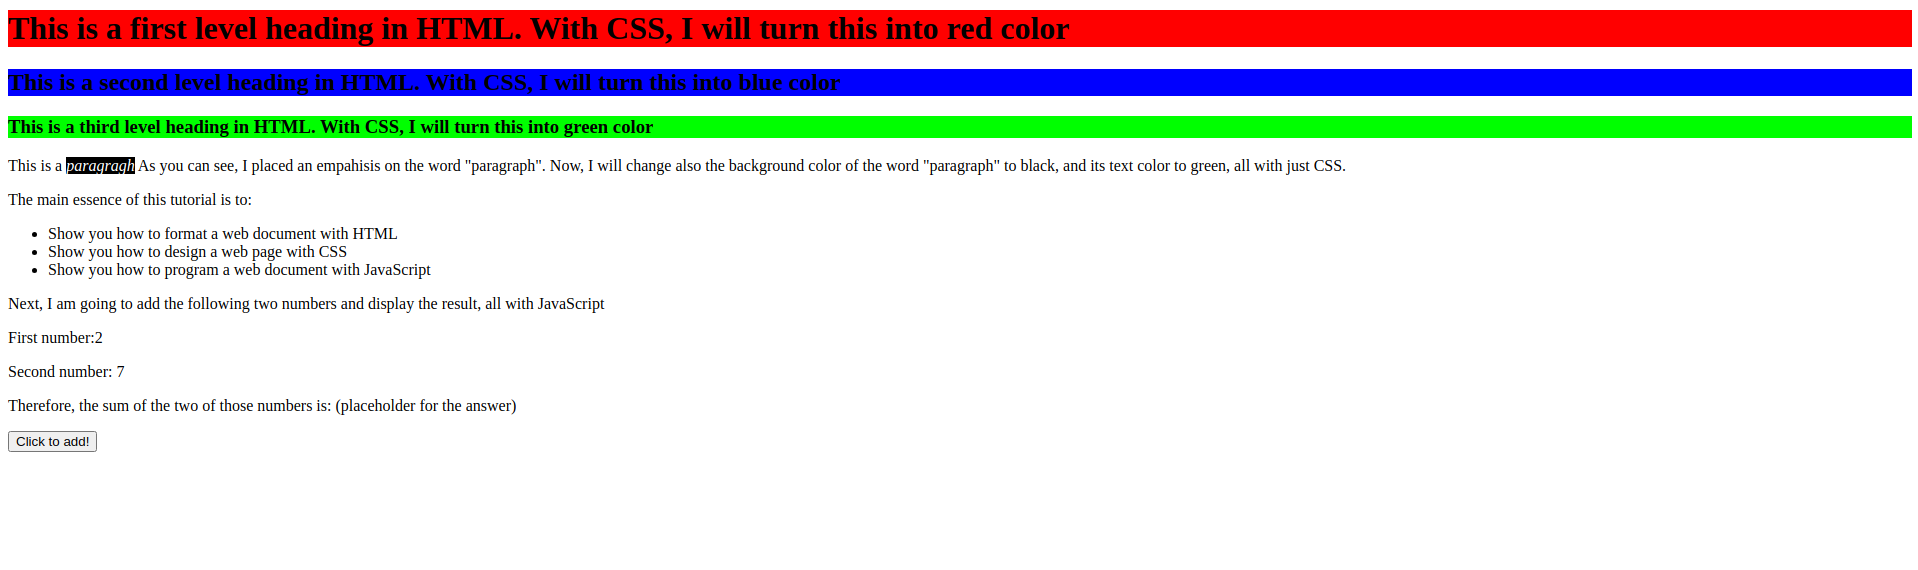 This is a first level heading in HTML. With CSS, I will turn this into red color
This is a second level heading in HTML. With CSS, I will turn this into blue color
This is a third level heading in HTML. With CSS, I will turn this into green color
This is a paragragh As you can see, I placed an empahisis on the word "paragraph". Now, I will change also the background color of the word "paragraph" to black, and its text color to green, all with just CSS.
The main essence of this tutorial is to:
• Show you how to format a web document with HTML
• Show you how to design a web page with CSS
• Show you how to program a web document with JavaScript
Next, I am going to add the following two numbers and display the result, all with JavaScript
First number:2
Second number: 7
Therefore, the sum of the two of those numbers is: (placeholder for the answer)
Click to add!